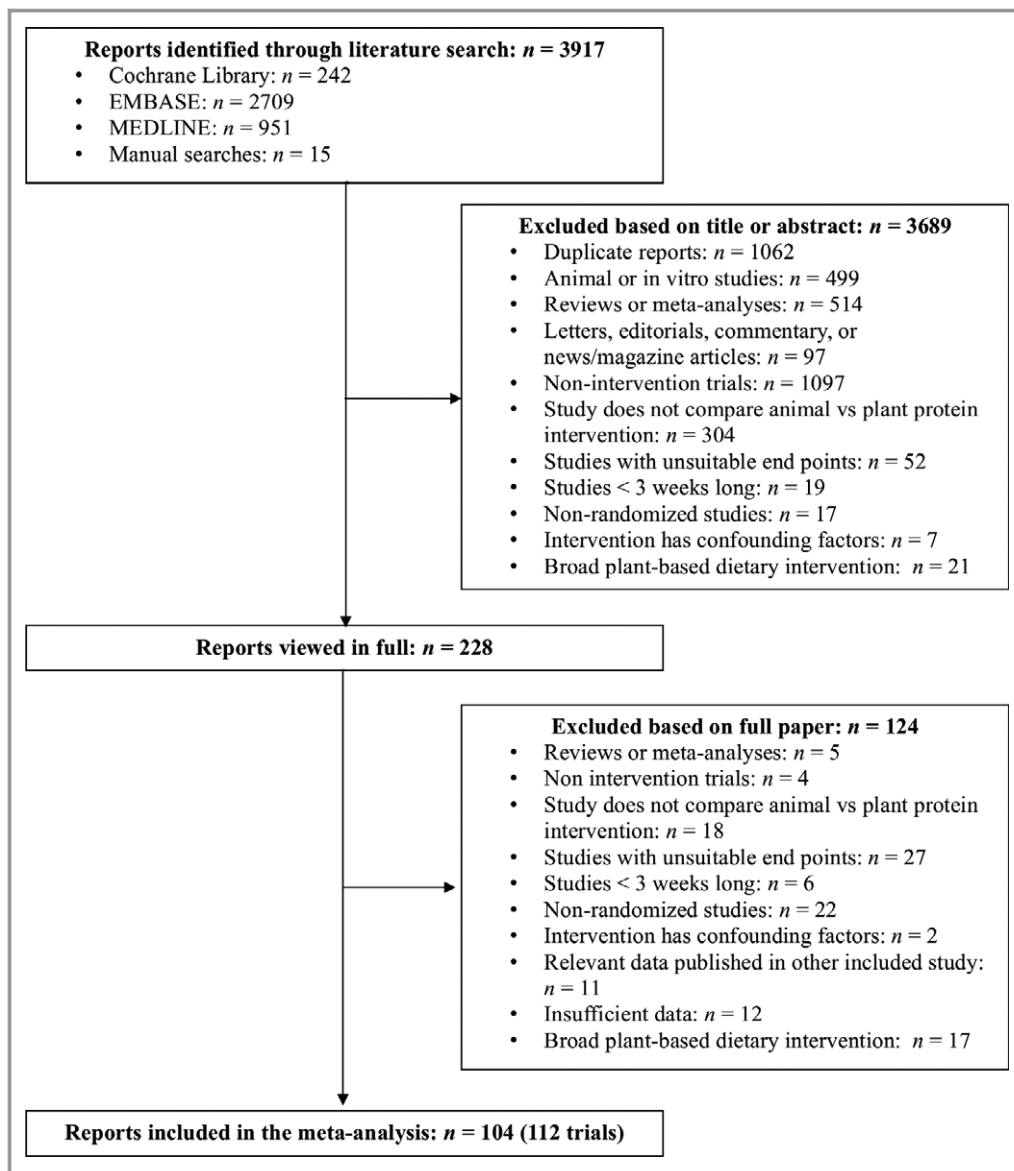 Reports identified through literature search: n = 3917
• Cochrane Library: n = 242
• EMBASE: n = 2709
• MEDLINE: n = 951
• Manual searches: n = 15
Excluded based on title or abstract: n = 3689
• Duplicate reports: n = 1062
• Animal or in vitro studies: n = 499
• Reviews or meta-analyses: n = 514
• Letters, editorials, commentary, or
news/magazine articles: n = 97
• Non-intervention trials: n = 1097
• Study does not compare animal vs plant protein
intervention: n = 304
• Studies with unsuitable end points: n = 52
• Studies < 3 weeks long: n = 19
• Non-randomized studies: n = 17
• Intervention has confounding factors: n = 7
• Broad plant-based dietary intervention: n = 21
Reports viewed in full: n = 228
Excluded based on full paper: n = 124
• Reviews or meta-analyses: n = 5
• Non intervention trials: n = 4
• Study does not compare animal vs plant protein
intervention: n = 18
• Studies with unsuitable end points: n = 27
• Studies < 3 weeks long: n = 6
• Non-randomized studies: n = 22
• Intervention has confounding factors: n = 2
• Relevant data published in other included study:
n = 11
• Insufficient data: n = 12
• Broad plant-based dietary intervention: n = 17
Reports included in the meta-analysis: n = 104 (112 trials)